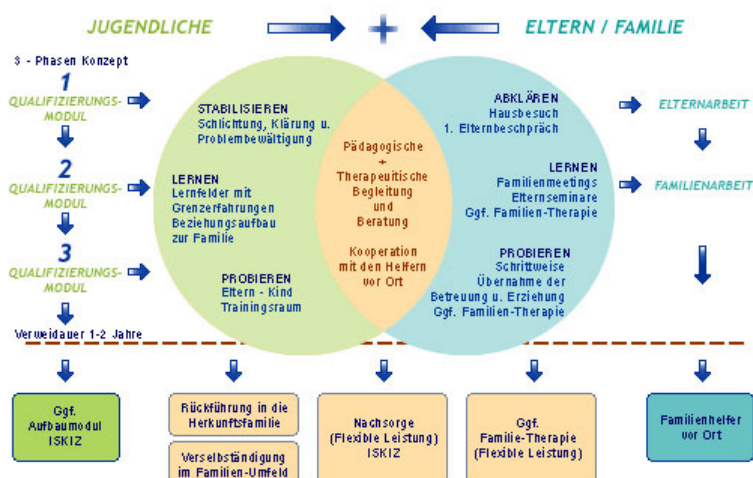 JUGENDLICHE
ELTERN / FAMILIE
3 - Phasen Konzept
1
QUALIFIZIERUNGS-
MODUL
2
QUALIFIZIERUNGS-
MODUL
3
QUALIFIZIERUNGS-
MODUL
Verweidauer 1-2 Jahre
STABILISIEREN
Schlichtung, Klärung u.
Problembewältigung
LERNEN
Lernfelder mit
Grenzerfahrungen
Beziehungsaufbau
zur Familie
PROBIEREN
Eltern - Kind
Trainingsraum
Pädagogische
+
Therapeuitische
Begleitung
und
Beratung
Kooperation
mit den Helfern
vor Ort
ABKLÄREN
Hausbesuch
1. Elternbeschpräch
LERNEN
Familienmeetings
Elternseminare
Ggf. Familien-Therapie
PROBIEREN
Schrittweise
Übernahme der
Betreuung u. Erziehung
Ggf. Familien-Therapie
ELTERNARBEIT
FAMILIENARBEIT
Ggf.
Aufbaumodul
ISKIZ
Rückführung in die
Herkunftsfamilie
Verselbständigung
im Familien-Umfeld
Nachsorge
(Flexible Leistung)
ISKIZ
Ggf.
Familie-Therapie
(Flexible Leistung)
Familienhelfer
vor Ort